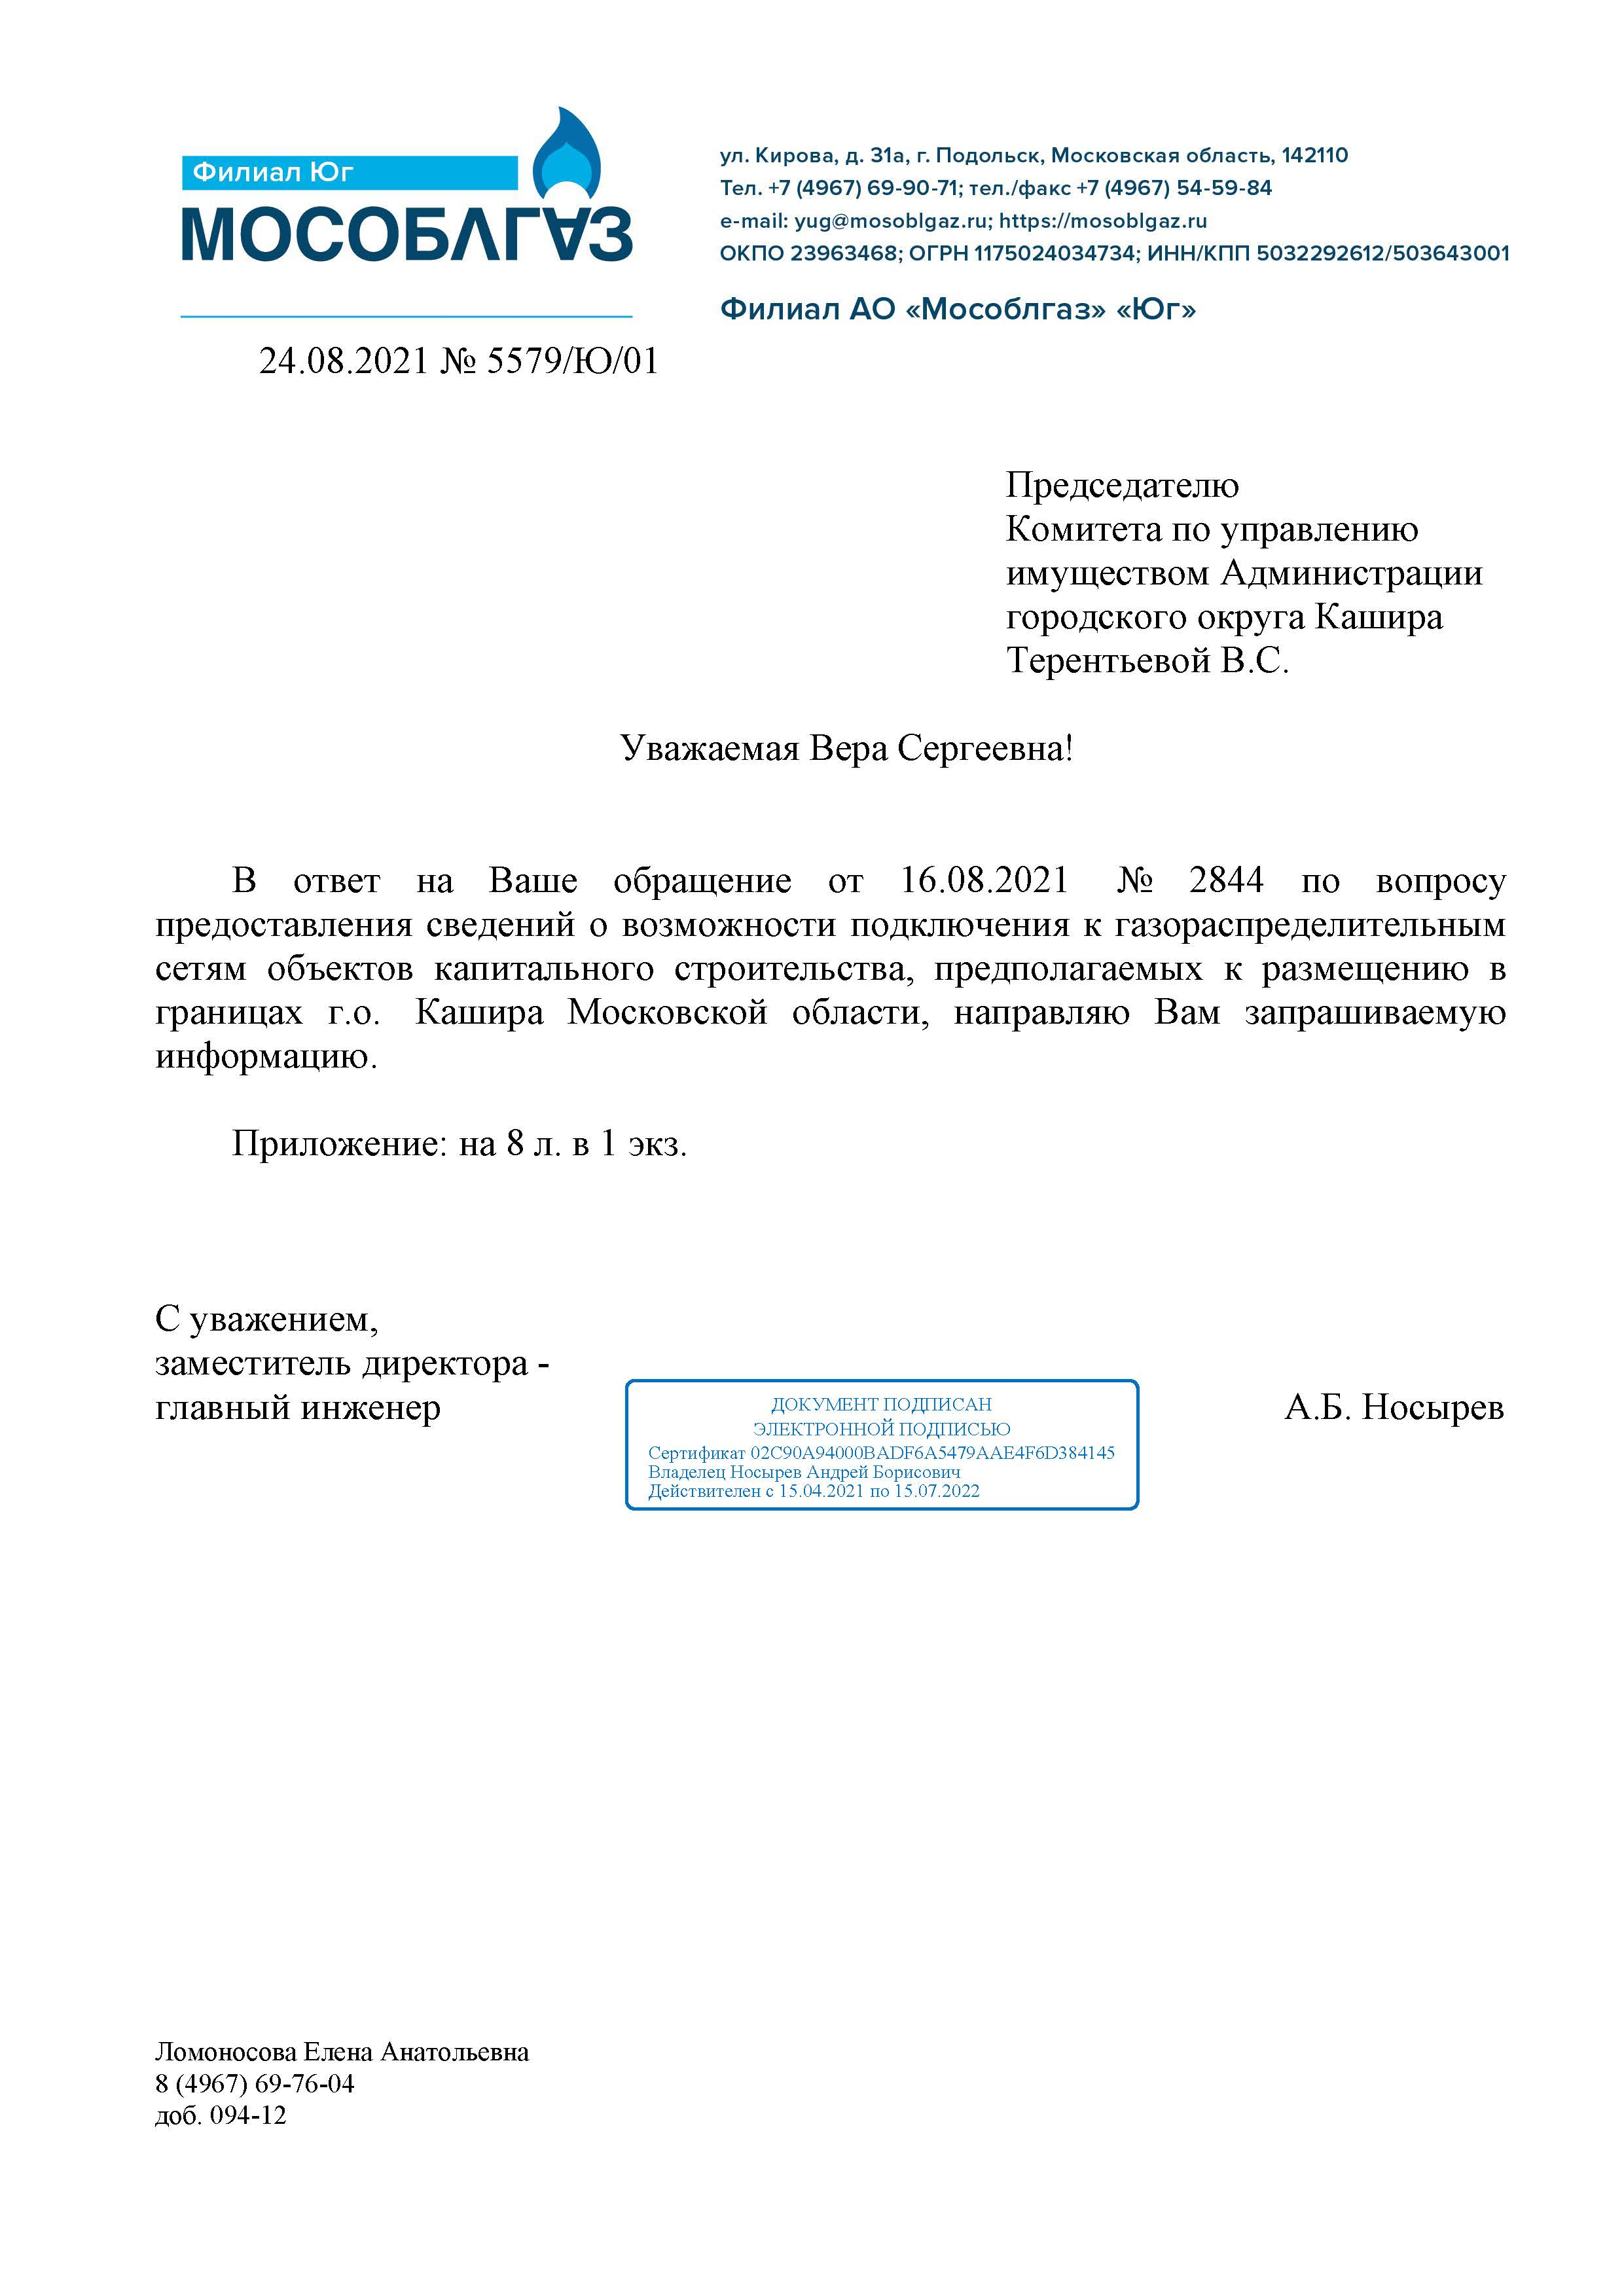 Филиал Юг
МОСОБЛГАЗ
ул. Кирова, д. 31а, г. Подольск, Московская область, 142110
Тел. +7 (4967) 69-90-71; тел./факс +7 (4967) 54-59-84
e-mail: yug@mosoblgaz.ru; https://mosoblgaz.ru
ОКПО 23963468; ОГРН 1175024034734; ИНН/КПП 5032292612/503643001
Филиал АО «Мособлгаз» «Юг»
24.08.2021 № 5579/Ю/01
Председателю
Комитета по управлению
имуществом Администрации
городского округа Кашира
Терентьевой В.С.
Уважаемая Вера Сергеевна!
В ответ на Ваше обращение от 16.08.2021 № 2844 по вопросу
предоставления сведений о возможности подключения к газораспределительным
сетям объектов капитального строительства, предполагаемых к размещению в
границах г.о. Кашира Московской области, направляю Вам запрашиваемую
информацию.
Приложение: на 8 л. в 1 экз.
С уважением,
заместитель директора -
главный инженер
ДОКУМЕНТ ПОДПИСАН
ЭЛЕКТРОННОЙ ПОДПИСЬЮ
Сертификат 02C90A94000BADF6A5479AAE4F6D384145
Владелец Носырев Андрей Борисович
Действителен с 15.04.2021 по 15.07.2022
А.Б. Носырев
Ломоносова Елена Анатольевна
8 (4967) 69-76-04
доб. 094-12